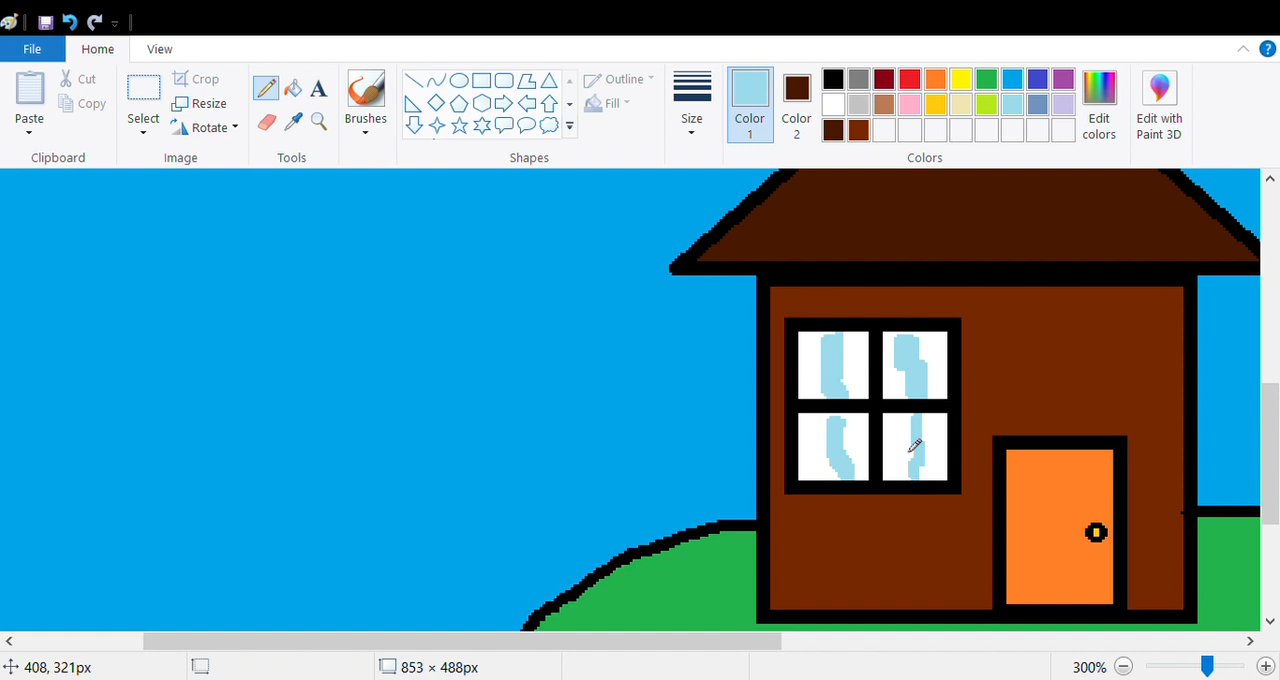 File Home View
Paste Cut Copy Clipboard
Select Crop Resize Rotate Image
Tools
Brushes
Outline Fill Shapes
Size
Color 1 Color 2 Edit colors Colors
Edit with Paint 3D
408, 321px 853 × 488px 300%